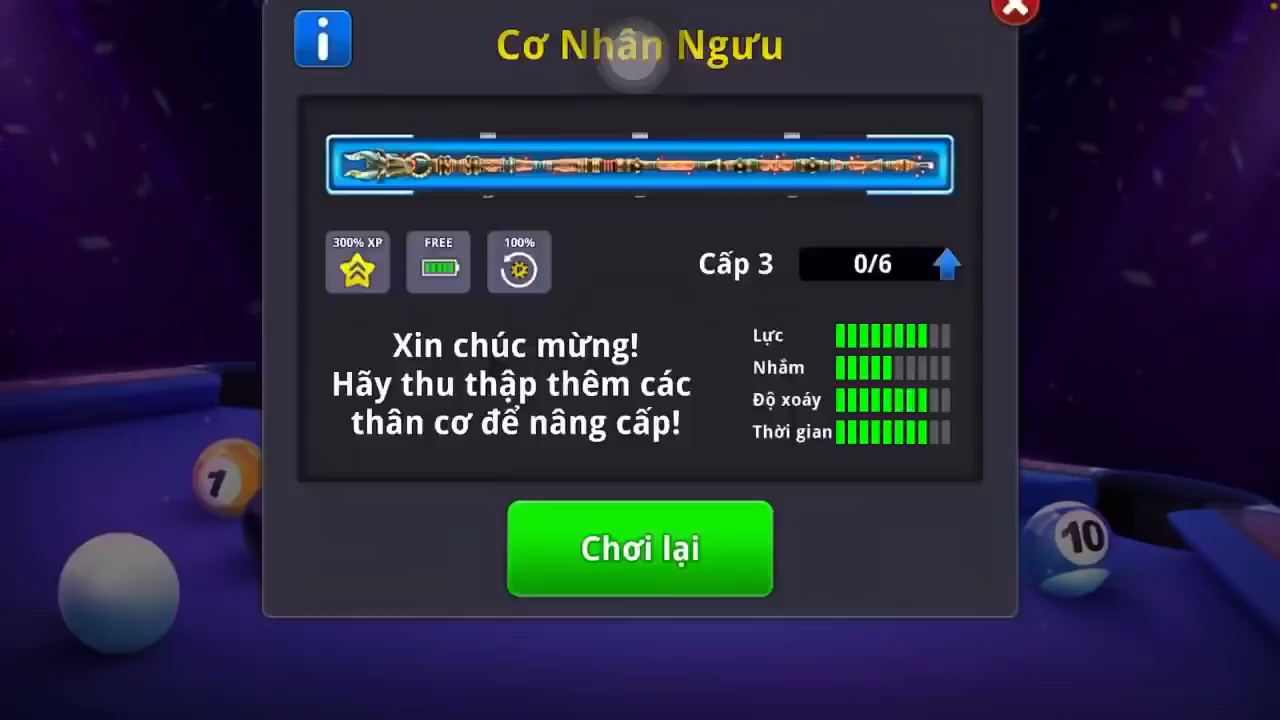 Cơ Nhân Ngưu
300% XP
FREE
100%
Cấp 3
0/6
Xin chúc mừng!
Hãy thu thập thêm các
thân cơ để nâng cấp!
Lực
Nhắm
Độ xoáy
Thời gian
1
10
Chơi lại